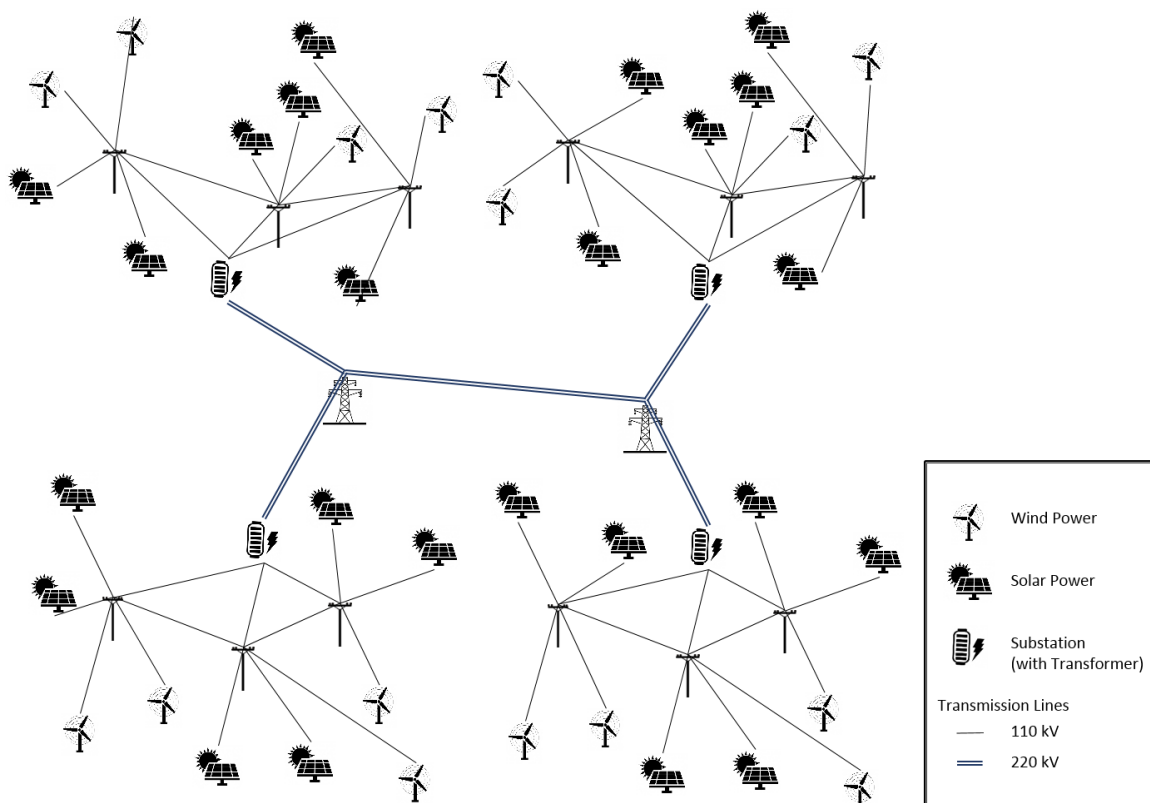 Wind Power
Solar Power
Substation
(with Transformer)
Transmission Lines
110 kV
220 kV